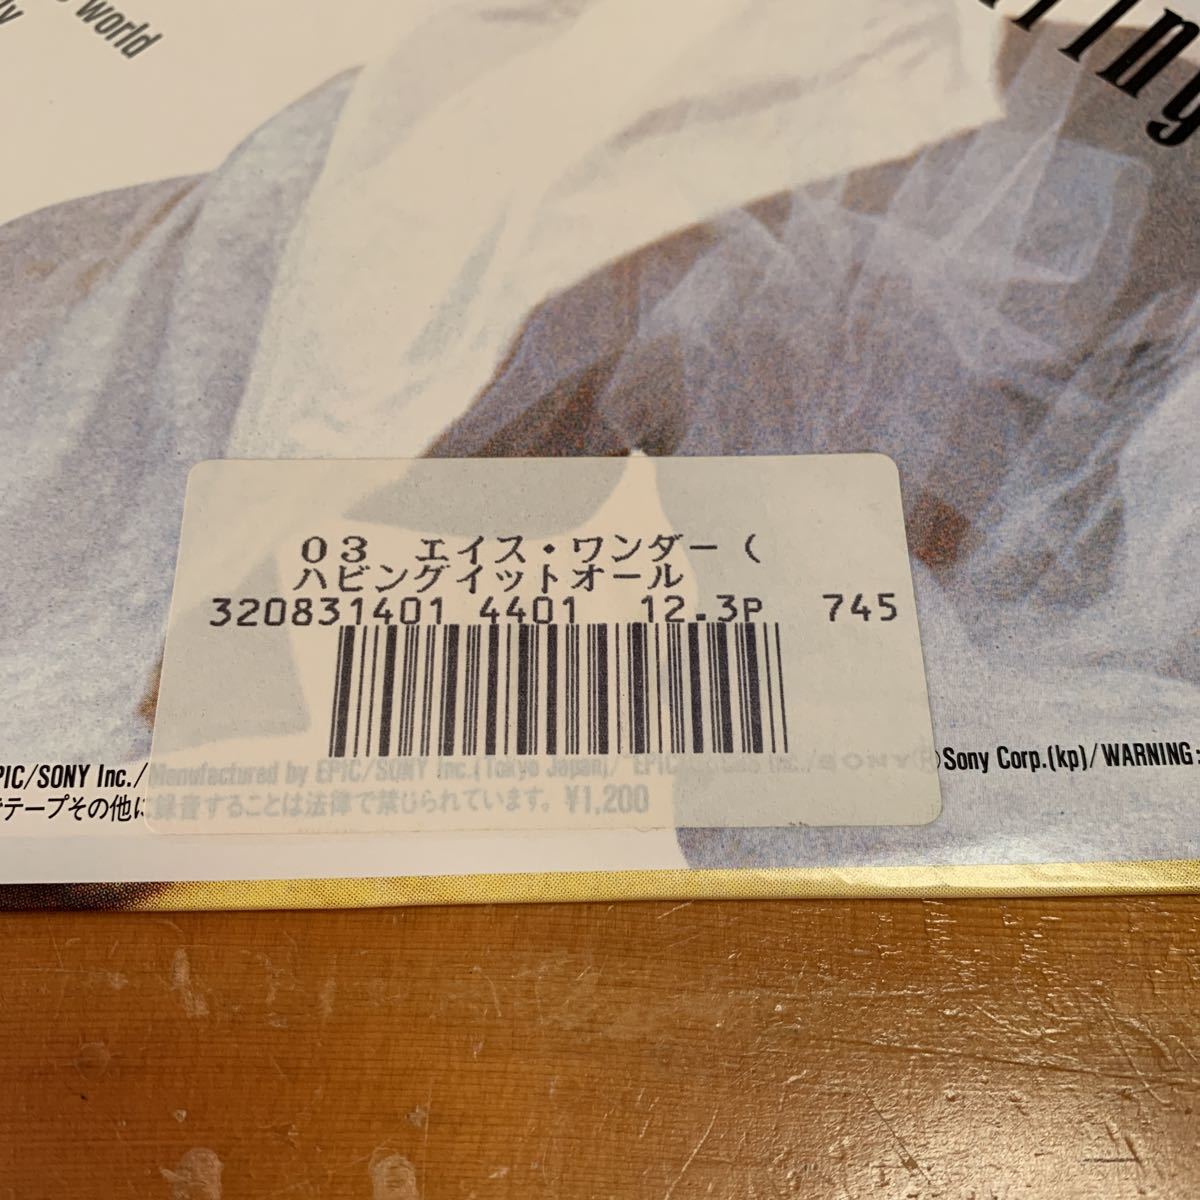 world
ly
03 エイス・ワンダー (
ハビングイットオール
320831401 4401 12.3P 745
PIC/SONY Inc./Manufactured by EPIC/SONY Inc.(Tokyo Japan)/"EPIC SONY® Sony Corp.(kp)/WARNING:
テープその他に録音することは法律で禁じられています。¥1,200